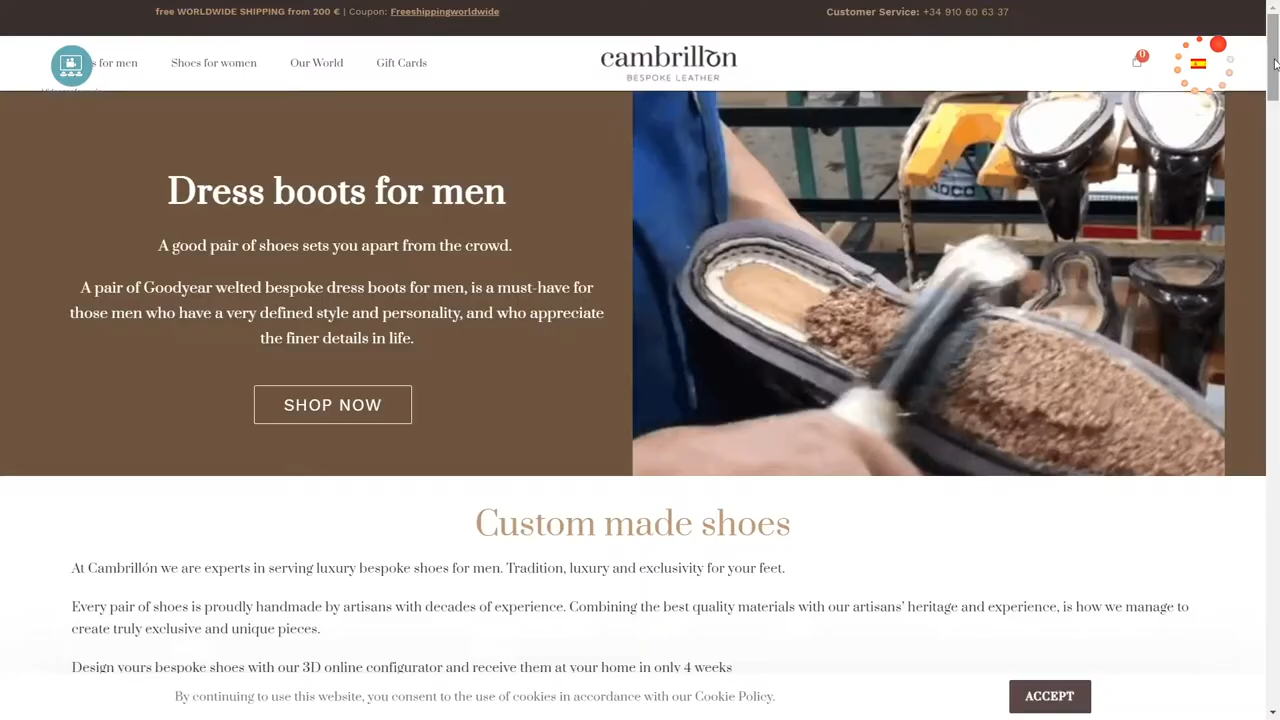 free WORLDWIDE SHIPPING from 200 € | Coupon: Freeshippingworldwide
Customer Service: +34 910 60 63 37
s for men
Shoes for women
Our World
Gift Cards
cambrillón
BESPOKE LEATHER
0
Dress boots for men
A good pair of shoes sets you apart from the crowd.
A pair of Goodyear welted bespoke dress boots for men, is a must-have for
those men who have a very defined style and personality, and who appreciate
the finer details in life.
SHOP NOW
Custom made shoes
At Cambrillón we are experts in serving luxury bespoke shoes for men. Tradition, luxury and exclusivity for your feet.
Every pair of shoes is proudly handmade by artisans with decades of experience. Combining the best quality materials with our artisans' heritage and experience, is how we manage to
create truly exclusive and unique pieces.
Design yours bespoke shoes with our 3D online configurator and receive them at your home in only 4 weeks
By continuing to use this website, you consent to the use of cookies in accordance with our Cookie Policy.
ACCEPT